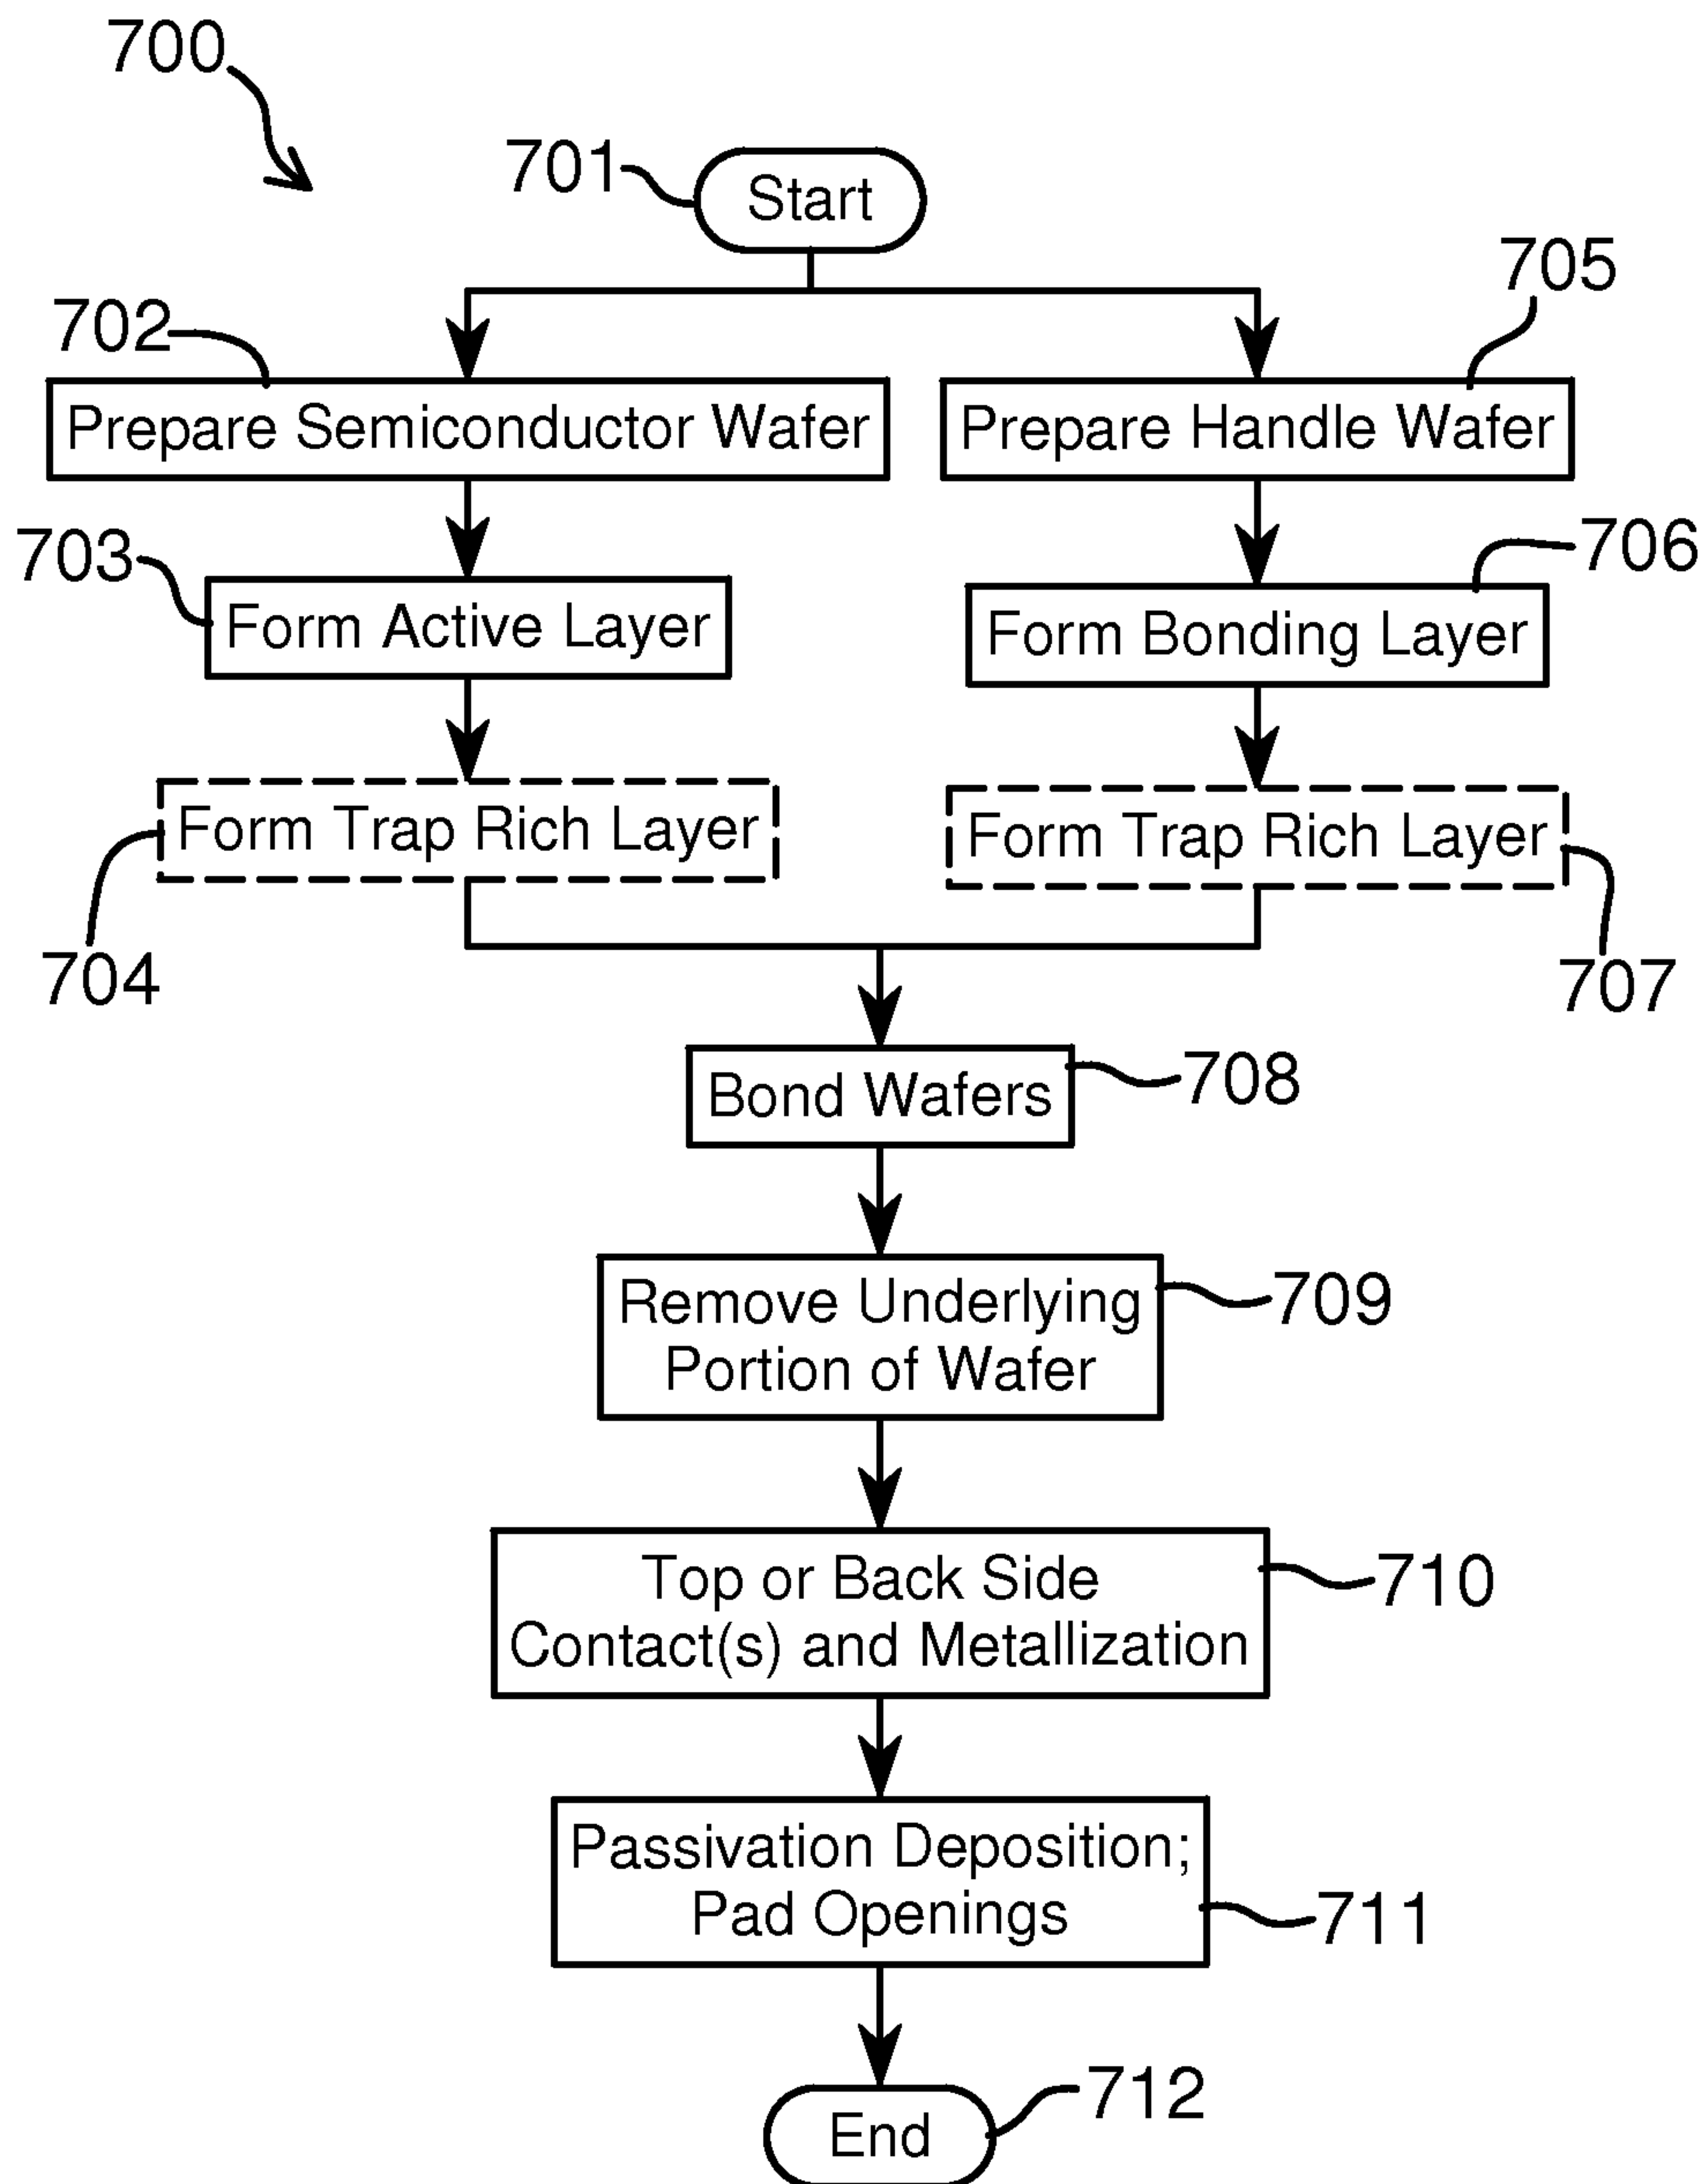 700
701
Start
705
702
Prepare Semiconductor Wafer
Prepare Handle Wafer
703
706
Form Active Layer
Form Bonding Layer
Form Trap Rich Layer
Form Trap Rich Layer
704
707
Bond Wafers
708
Remove Underlying
Portion of Wafer
709
Top or Back Side
Contact(s) and Metallization
710
Passivation Deposition;
Pad Openings
711
712
End